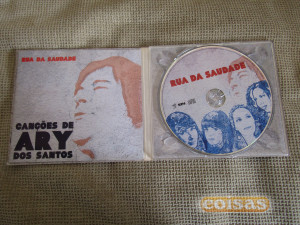 RUA DA SAUDADE
CANÇÕES DE
ARY
DOS SANTOS
RUA DA SAUDADE
coisas